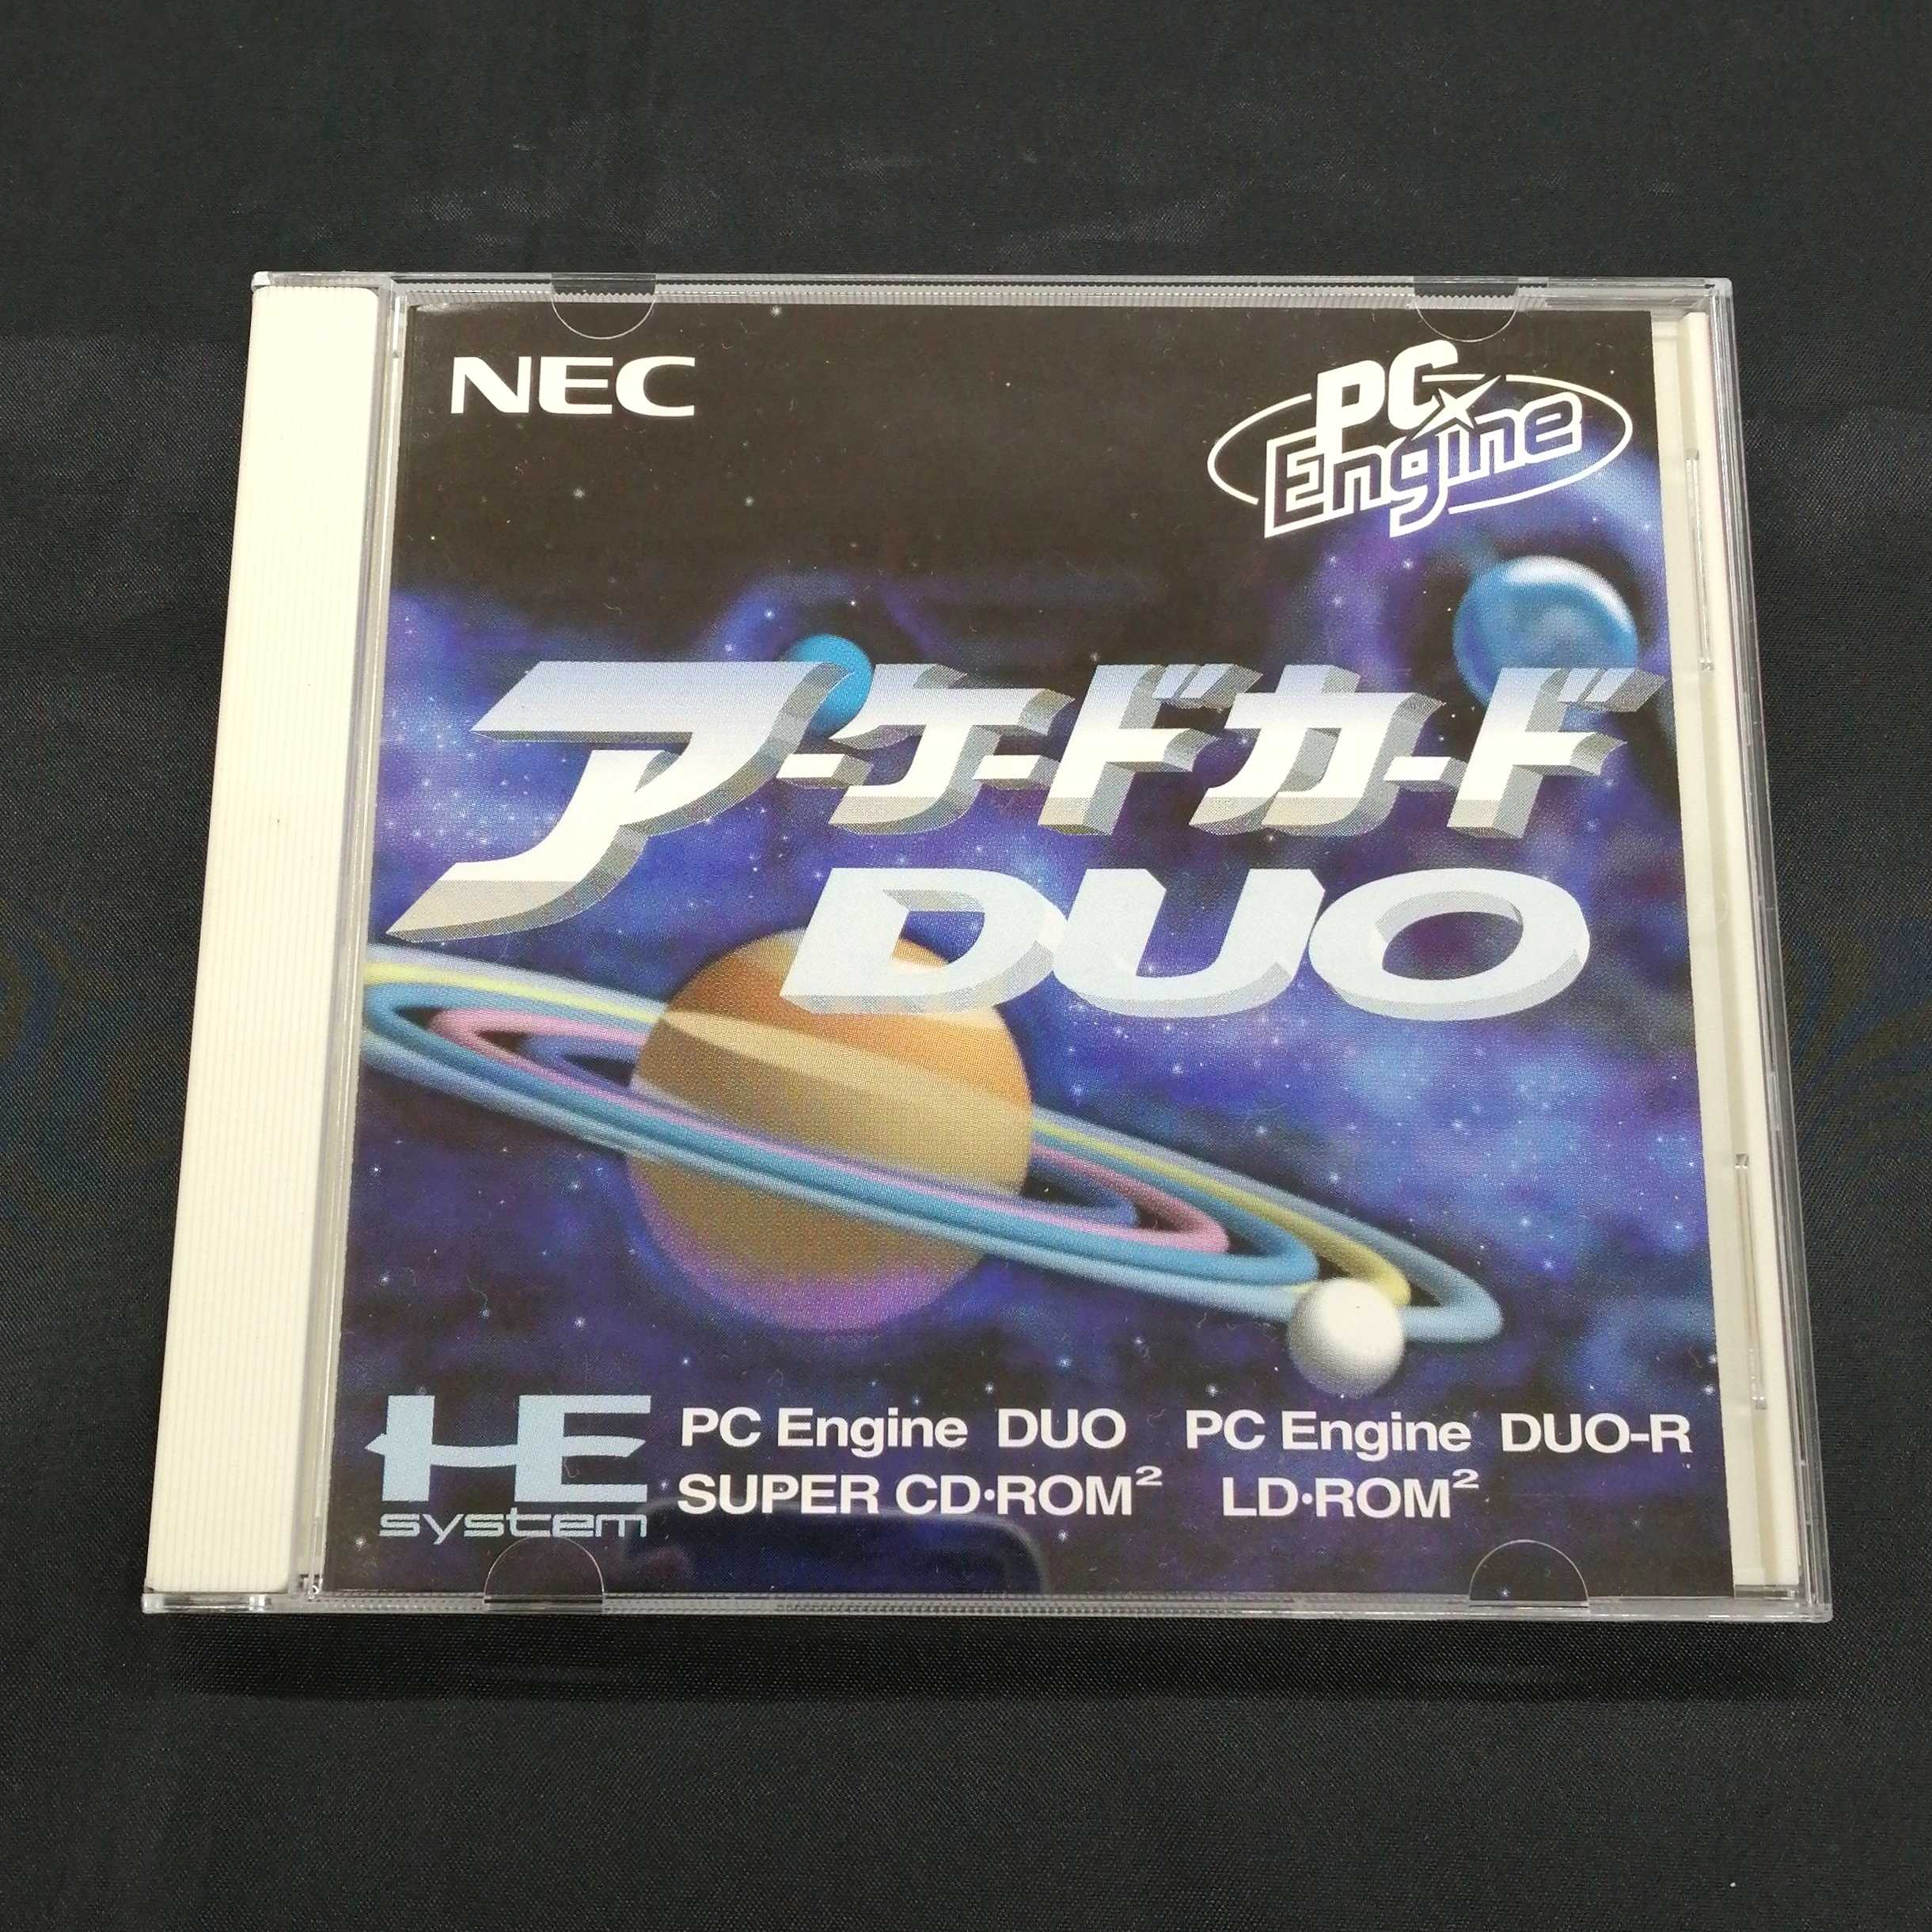 NEC
PC Engine
アーケードカード
DUO
HE system
PC Engine DUO PC Engine DUO-R
SUPER CD・ROM² LD・ROM²